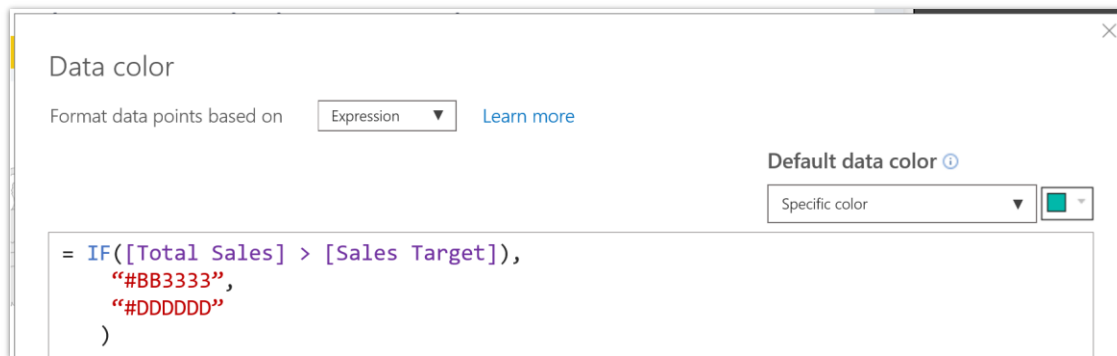 Data color
Format data points based on Expression Learn more
Default data color
Specific color
= IF([Total Sales] > [Sales Target]),
“#BB3333”,
“#DDDDDD”
)